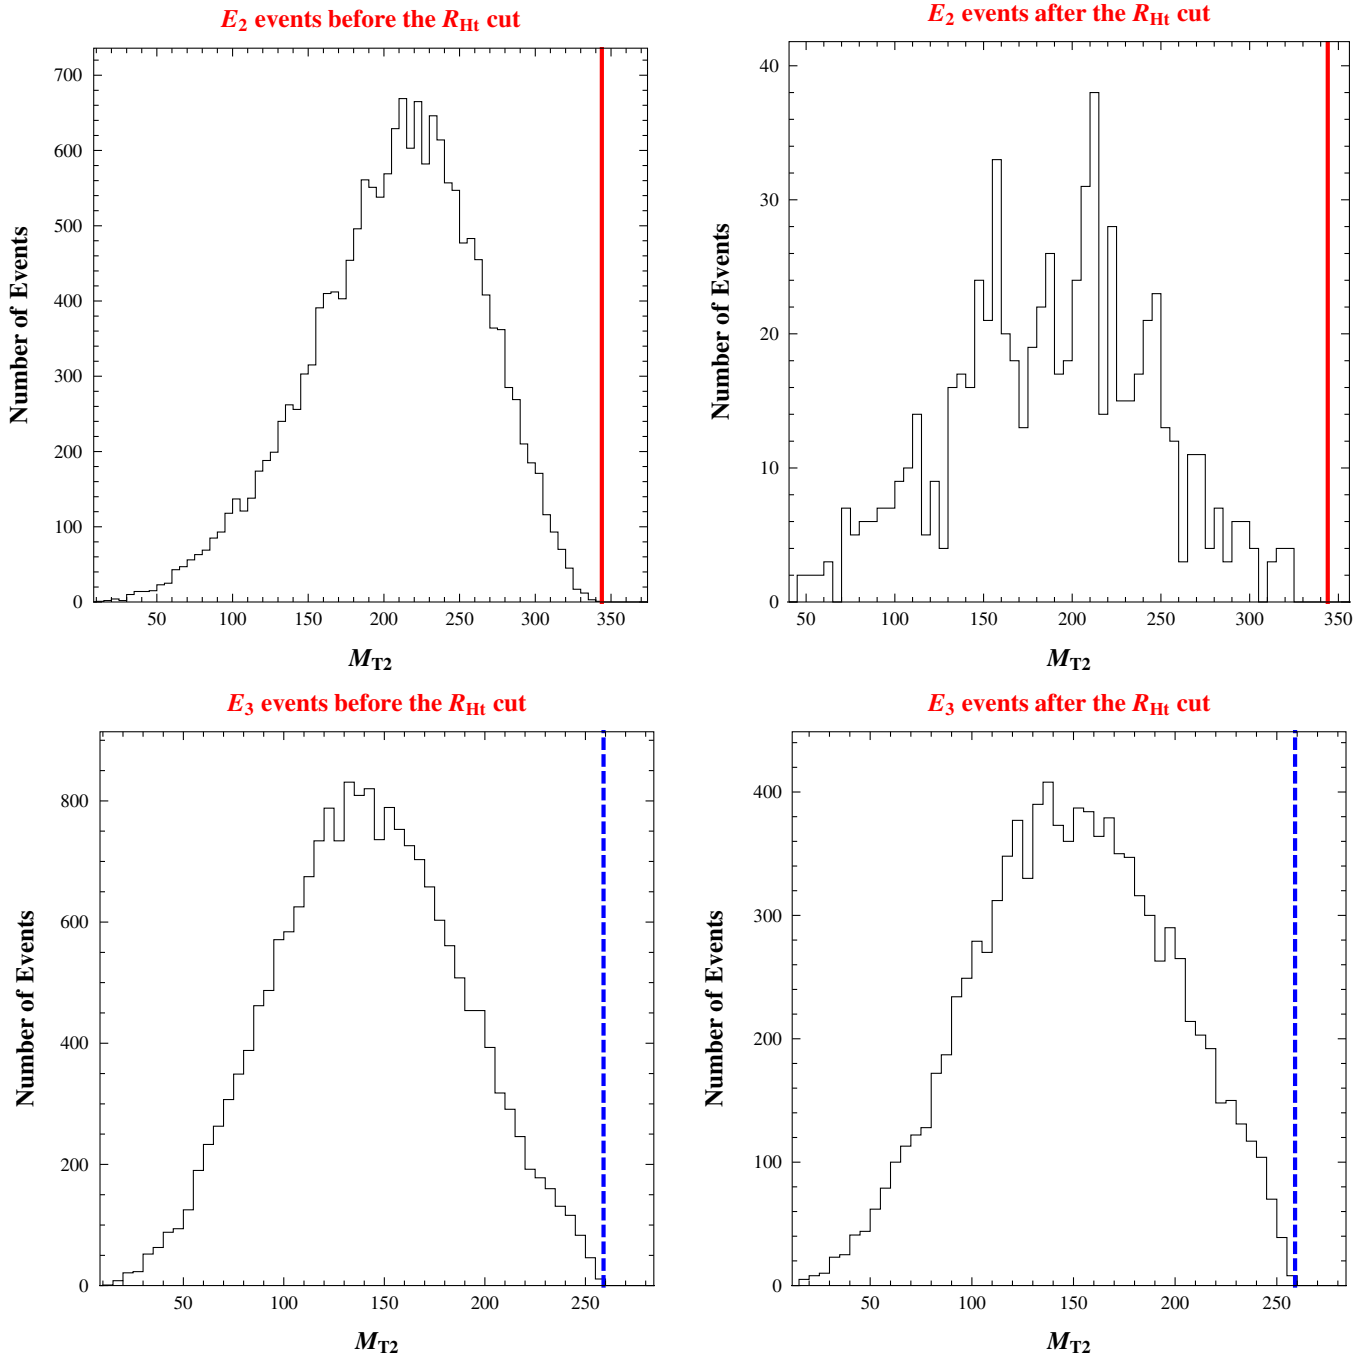 E2 events before the RHt cut
700
600
500
400
300
200
100
0
50 100 150 200 250 300 350
Number of Events
MT2
E2 events after the RHt cut
40
30
20
10
0
50 100 150 200 250 300 350
Number of Events
MT2
E3 events before the RHt cut
800
600
400
200
0
50 100 150 200 250
Number of Events
MT2
E3 events after the RHt cut
400
300
200
100
0
50 100 150 200 250
Number of Events
MT2